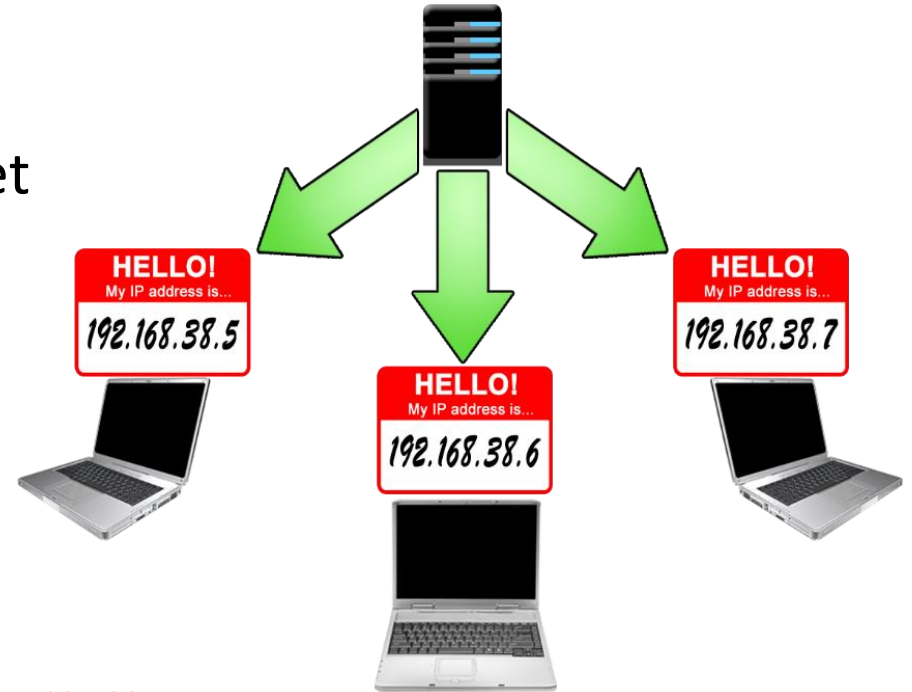 et
HELLO!
My IP address is...
192.168.38.5
HELLO!
My IP address is...
192.168.38.7
HELLO!
My IP address is...
192.168.38.6